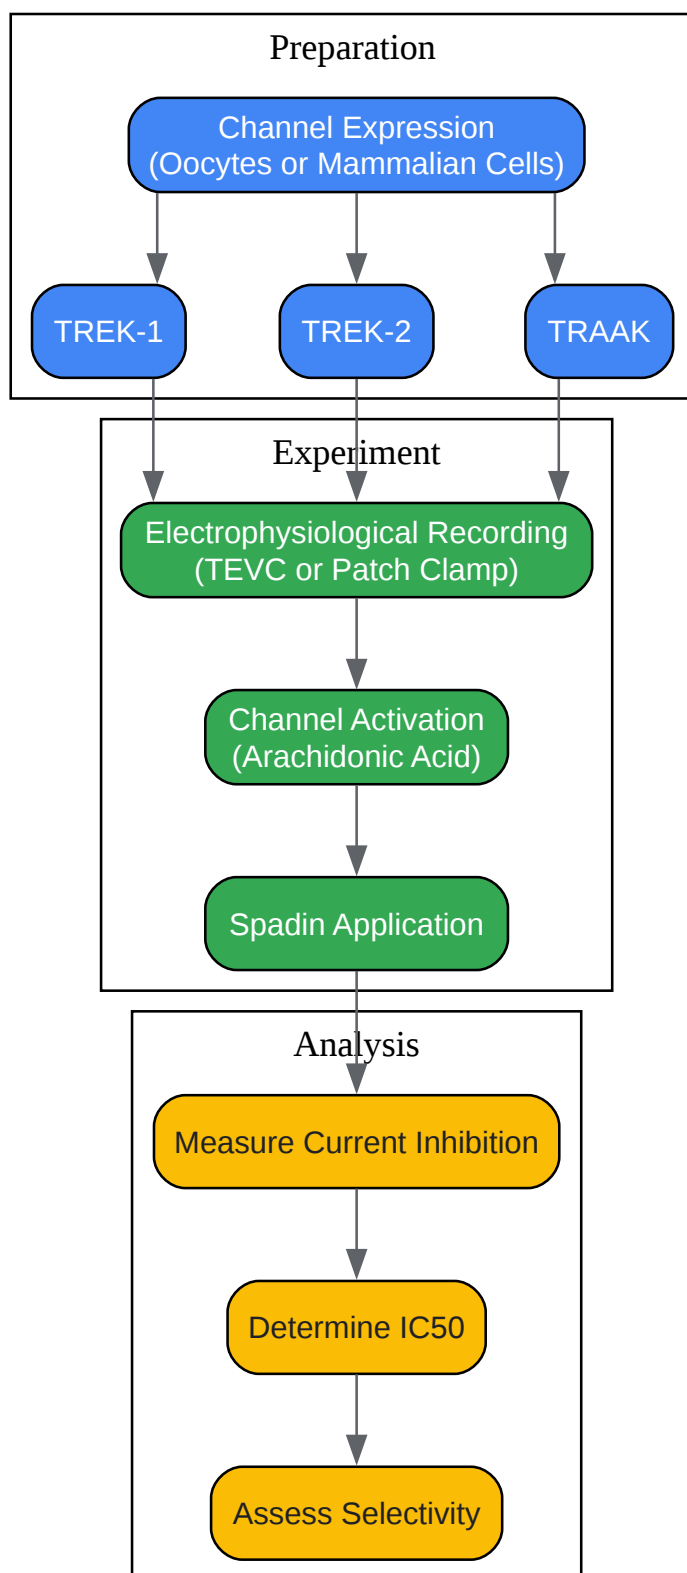 Preparation
Channel Expression
(Oocytes or Mammalian Cells)
TREK-1
TREK-2
TRAAK
Experiment
Electrophysiological Recording
(TEVC or Patch Clamp)
Channel Activation
(Arachidonic Acid)
Spadin Application
Analysis
Measure Current Inhibition
Determine IC50
Assess Selectivity